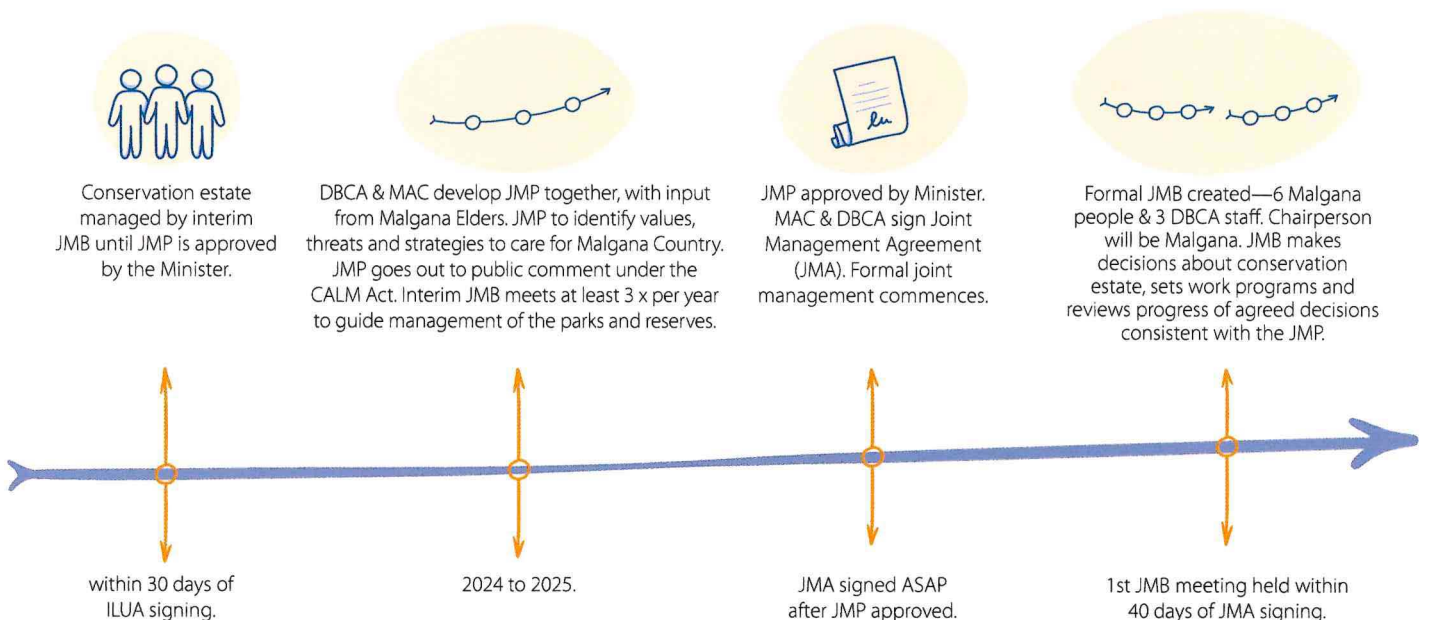 Conservation estate
managed by interim
JMB until JMP is approved
by the Minister.
DBCA & MAC develop JMP together, with input
from Malgana Elders. JMP to identify values,
threats and strategies to care for Malgana Country.
JMP goes out to public comment under the
CALM Act. Interim JMB meets at least 3 x per year
to guide management of the parks and reserves.
JMP approved by Minister.
MAC & DBCA sign Joint
Management Agreement
(JMA). Formal joint
management commences.
Formal JMB created—6 Malgana
people & 3 DBCA staff. Chairperson
will be Malgana. JMB makes
decisions about conservation
estate, sets work programs and
reviews progress of agreed decisions
consistent with the JMP.
within 30 days of
ILUA signing.
2024 to 2025.
JMA signed ASAP
after JMP approved.
1st JMB meeting held within
40 days of JMA signing.